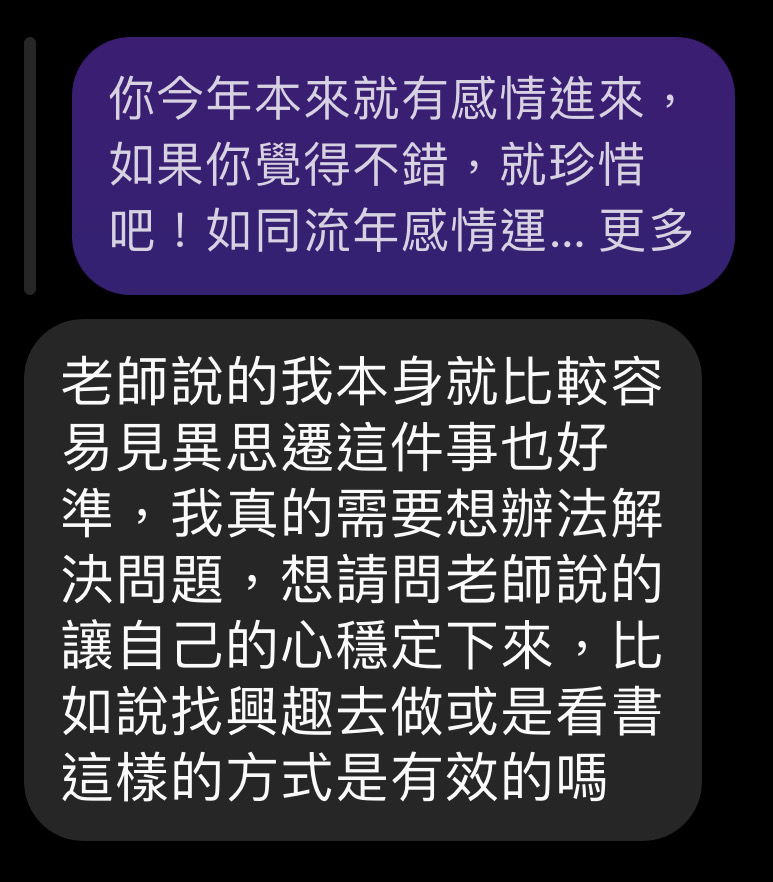 你今年本來就有感情進來，
如果你覺得不錯，就珍惜
吧！如同流年感情運... 更多
老師說的我本身就比較容
易見異思遷這件事也好
準，我真的需要想辦法解
決問題，想請問老師說的
讓自己的心穩定下來，比
如說找興趣去做或是看書
這樣的方式是有效的嗎